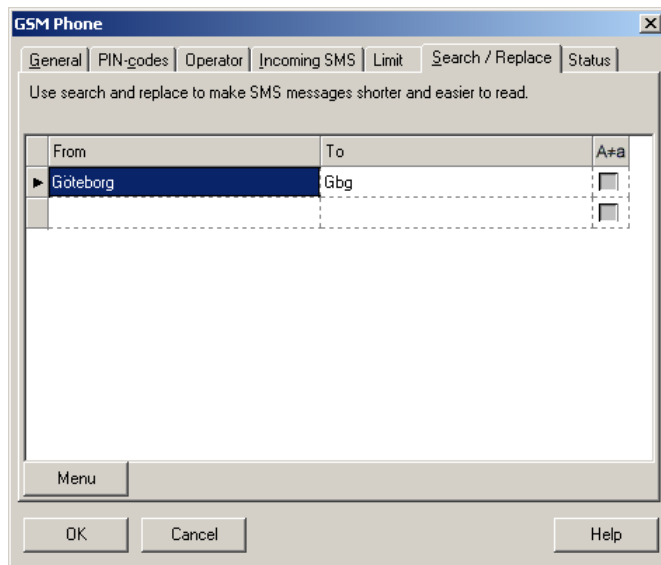 GSM Phone
General PIN-codes Operator Incoming SMS Limit Search / Replace Status
Use search and replace to make SMS messages shorter and easier to read.
From To A≠a
Göteborg Gbg
Menu
OK Cancel Help